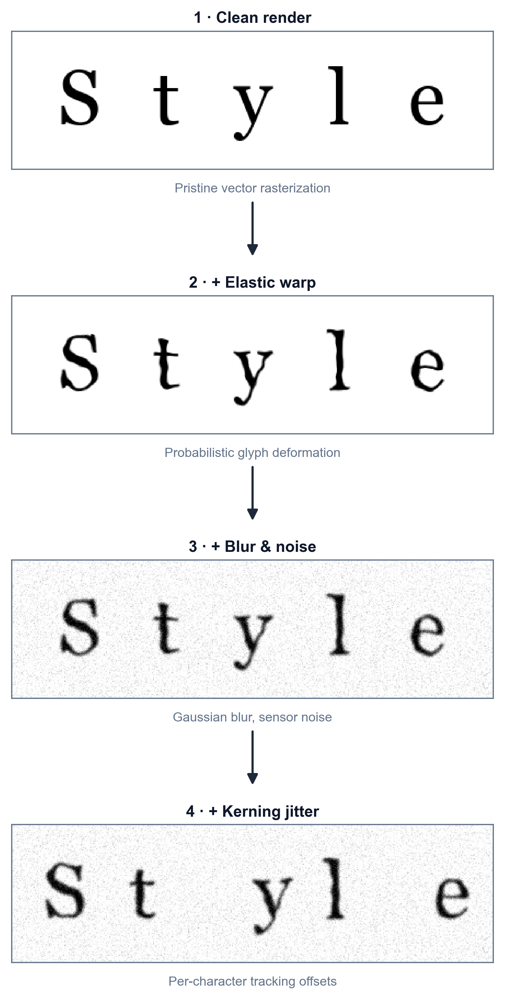 1 · Clean render
S t y l e
Pristine vector rasterization
2 · + Elastic warp
S t y l e
Probabilistic glyph deformation
3 · + Blur & noise
S t y l e
Gaussian blur, sensor noise
4 · + Kerning jitter
S t y l e
Per-character tracking offsets